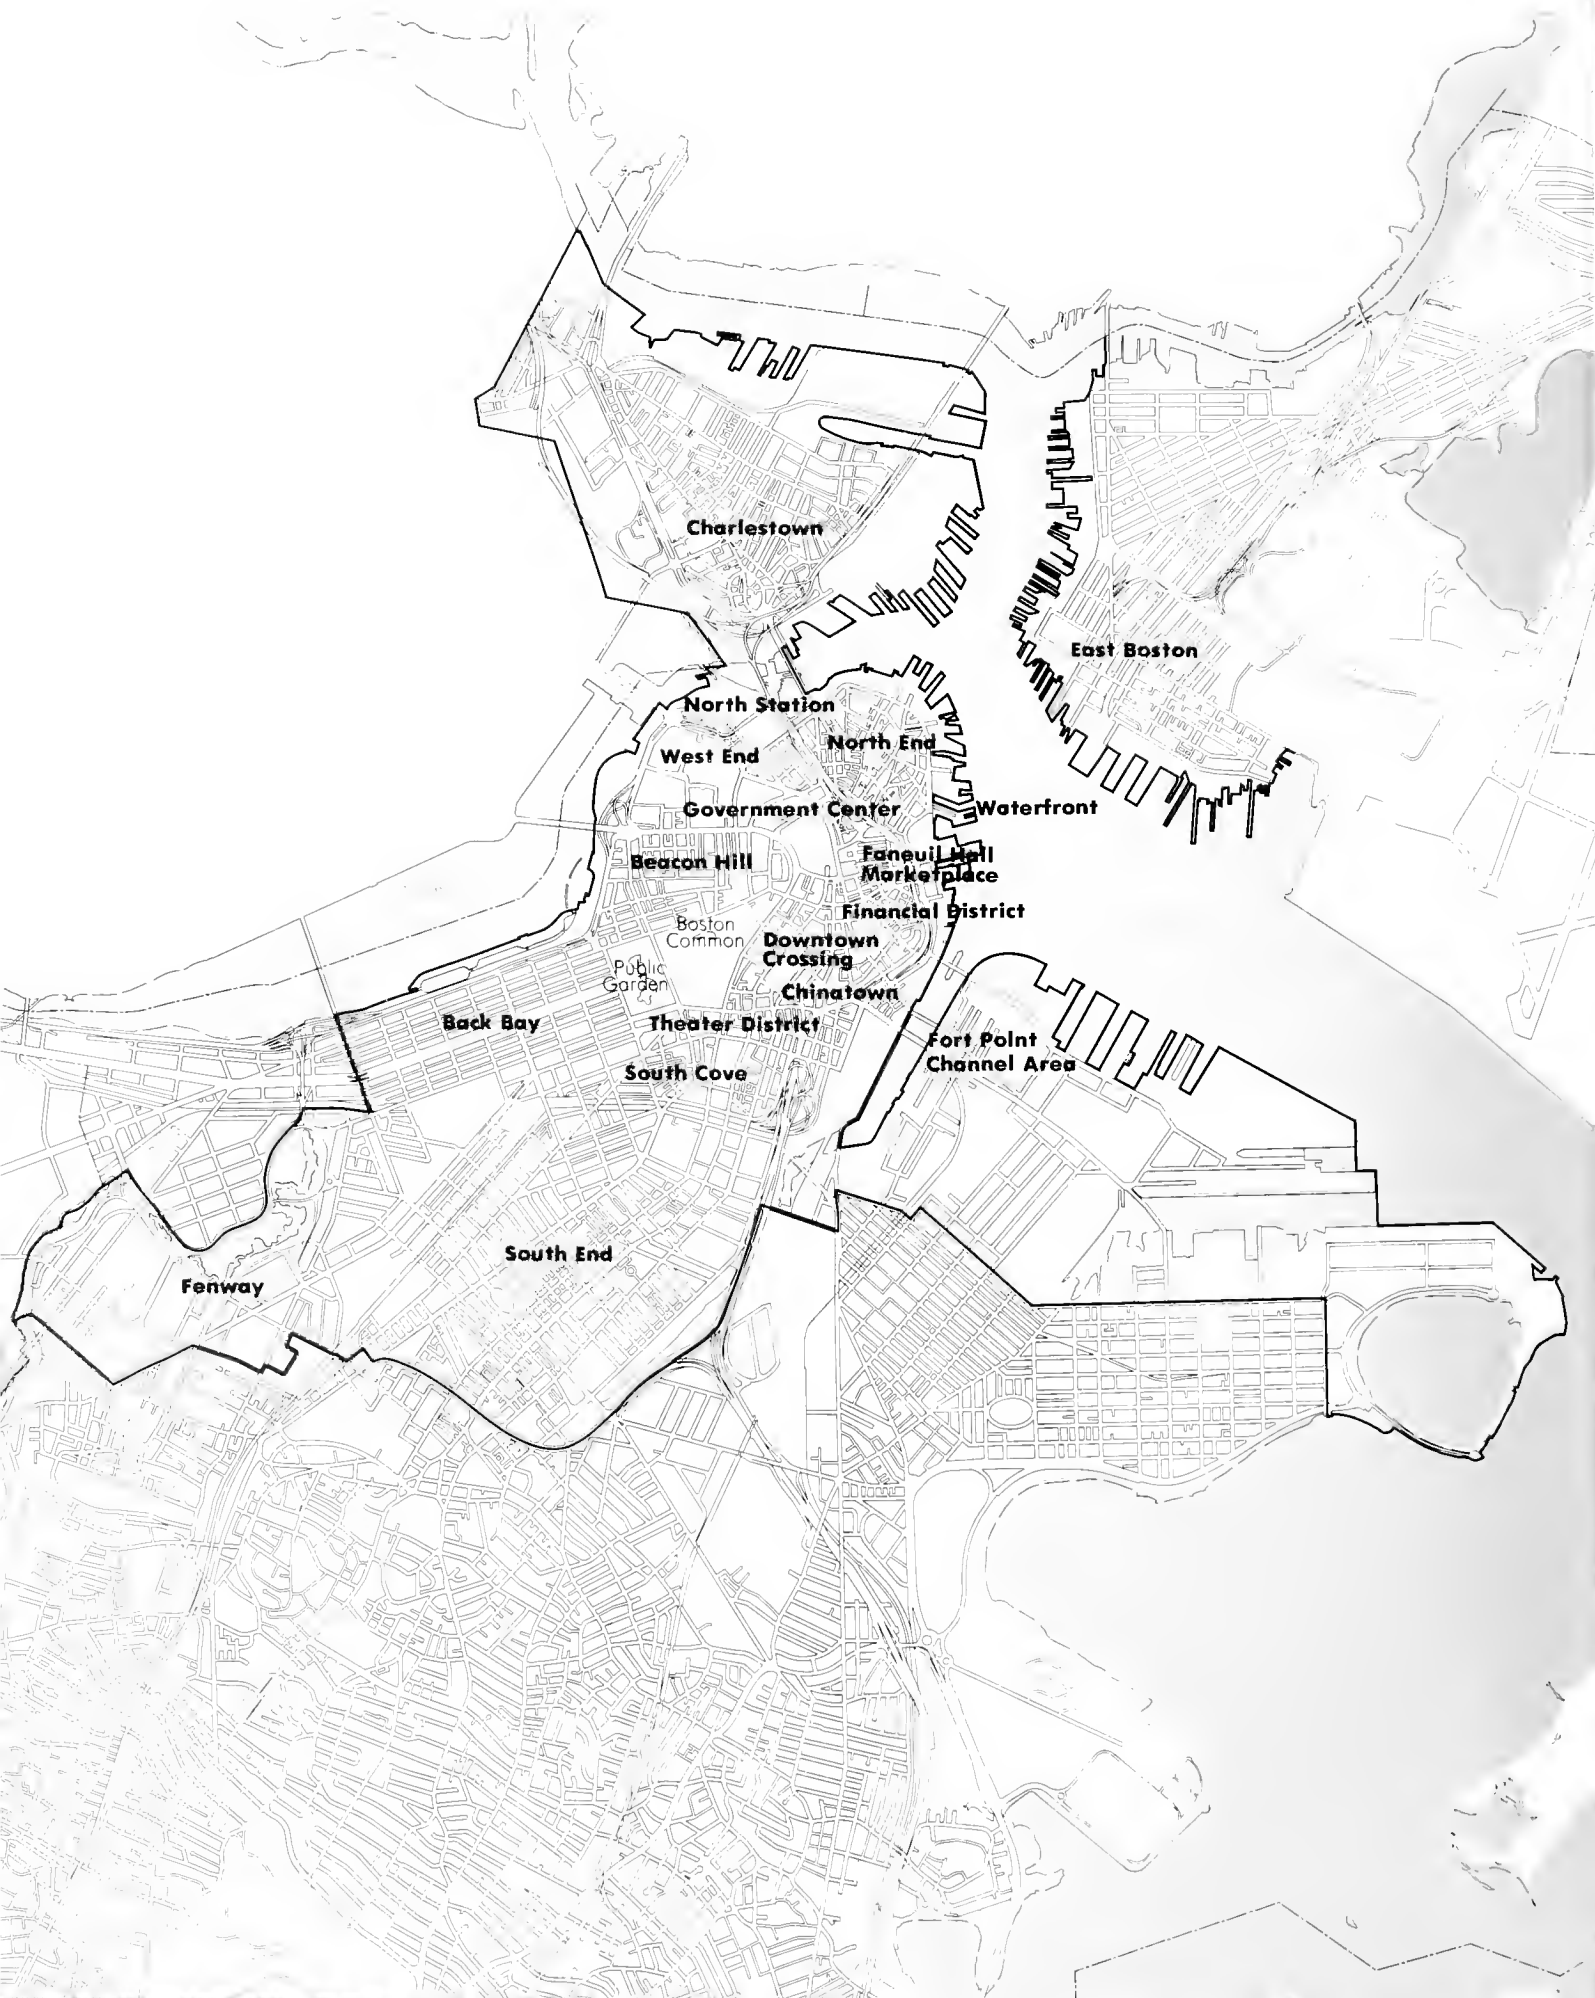 Charlestown
East Boston
North Station
North End
West End
Government Center
Waterfront
Beacon Hill
Faneuil Hall
Marketplace
Financial District
Boston
Common
Downtown
Crossing
Public
Garden
Chinatown
Back Bay
Theater District
Fort Point
Channel Area
South Cove
South End
Fenway